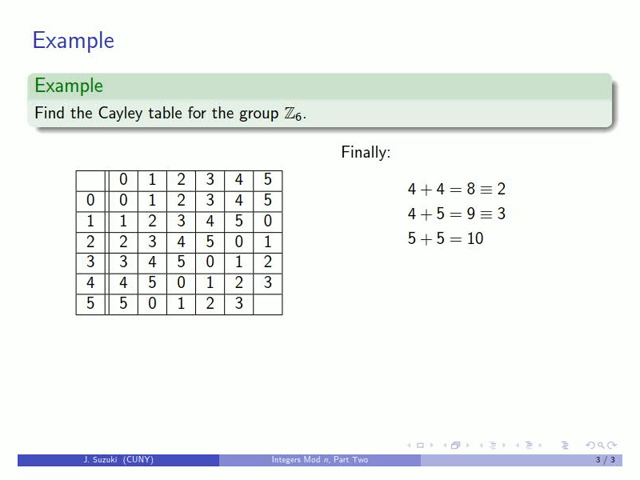 Example
Example
Find the Cayley table for the group ℤ₆.
Finally:
4 + 4 = 8 ≡ 2
4 + 5 = 9 ≡ 3
5 + 5 = 10
0 1 2 3 4 5
0 0 1 2 3 4 5
1 1 2 3 4 5 0
2 2 3 4 5 0 1
3 3 4 5 0 1 2
4 4 5 0 1 2 3
5 5 0 1 2 3
J. Suzuki (CUNY) Integers Mod n, Part Two 3 / 3